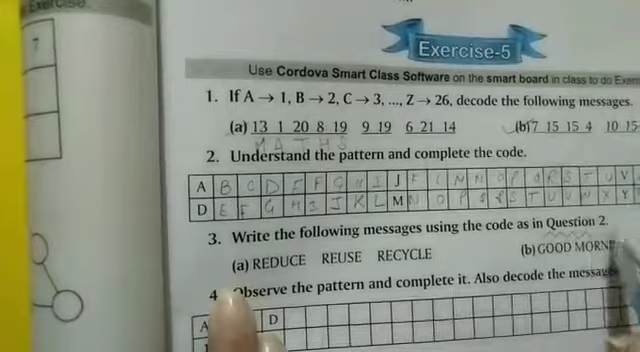 Exercise
7
Exercise-5
Use Cordova Smart Class Software on the smart board in class to do Exer
1. If A → 1, B → 2, C → 3, ..., Z → 26, decode the following messages.
(a) 13 1 20 8 19 9 19 6 21 14 (b) 7 15 15 4 10 15
MATHS
2. Understand the pattern and complete the code.
A B C D E F G H I J K L M N O P Q R S T U V
D E F G H I J K L M N O P Q R S T U V W X Y
3. Write the following messages using the code as in Question 2.
(a) REDUCE REUSE RECYCLE (b) GOOD MORN
4 Observe the pattern and complete it. Also decode the message
A D